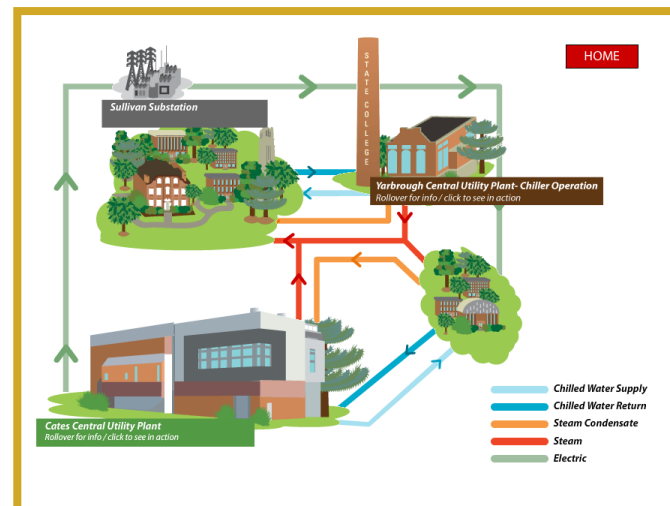 HOME
STATE COLLEGE
Sullivan Substation
Yarbrough Central Utility Plant- Chiller Operation
Rollover for info / click to see in action
Cates Central Utility Plant
Rollover for info / click to see in action
Chilled Water Supply
Chilled Water Return
Steam Condensate
Steam
Electric